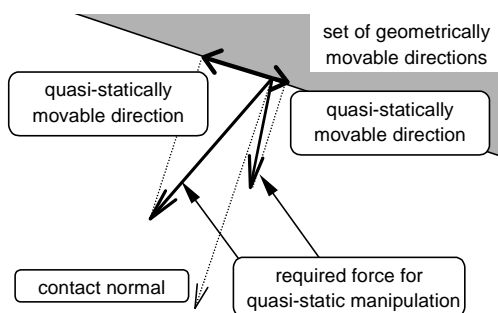 set of geometrically
movable directions
quasi-statically
movable direction
quasi-statically
movable direction
contact normal
required force for
quasi-static manipulation